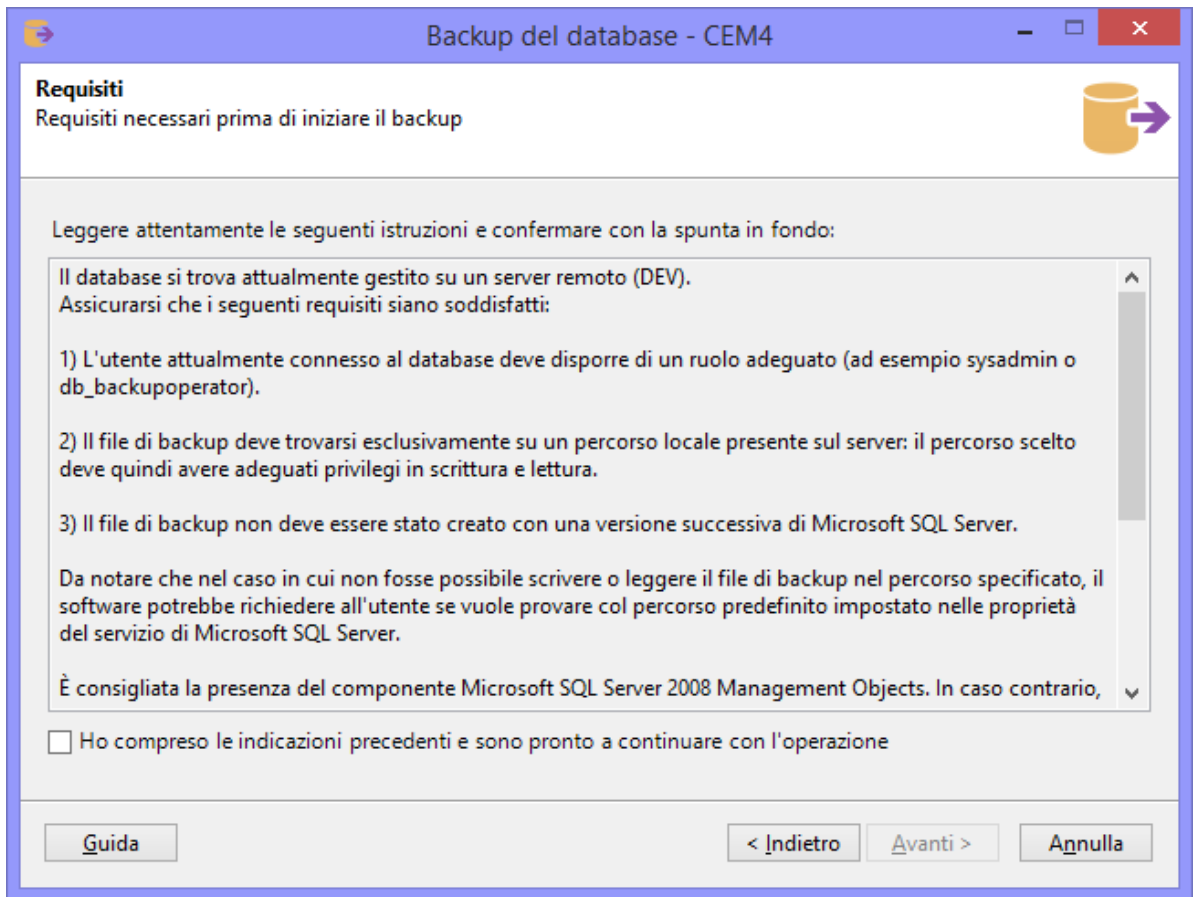 Backup del database - CEM4
Requisiti
Requisiti necessari prima di iniziare il backup
Leggere attentamente le seguenti istruzioni e confermare con la spunta in fondo:
Il database si trova attualmente gestito su un server remoto (DEV).
Assicurarsi che i seguenti requisiti siano soddisfatti:
1) L'utente attualmente connesso al database deve disporre di un ruolo adeguato (ad esempio sysadmin o
db_backupoperator).
2) Il file di backup deve trovarsi esclusivamente su un percorso locale presente sul server: il percorso scelto
deve quindi avere adeguati privilegi in scrittura e lettura.
3) Il file di backup non deve essere stato creato con una versione successiva di Microsoft SQL Server.
Da notare che nel caso in cui non fosse possibile scrivere o leggere il file di backup nel percorso specificato, il
software potrebbe richiedere all'utente se vuole provare col percorso predefinito impostato nelle proprietà
del servizio di Microsoft SQL Server.
È consigliata la presenza del componente Microsoft SQL Server 2008 Management Objects. In caso contrario,
Ho compreso le indicazioni precedenti e sono pronto a continuare con l'operazione
Guida
< Indietro
Avanti >
Annulla